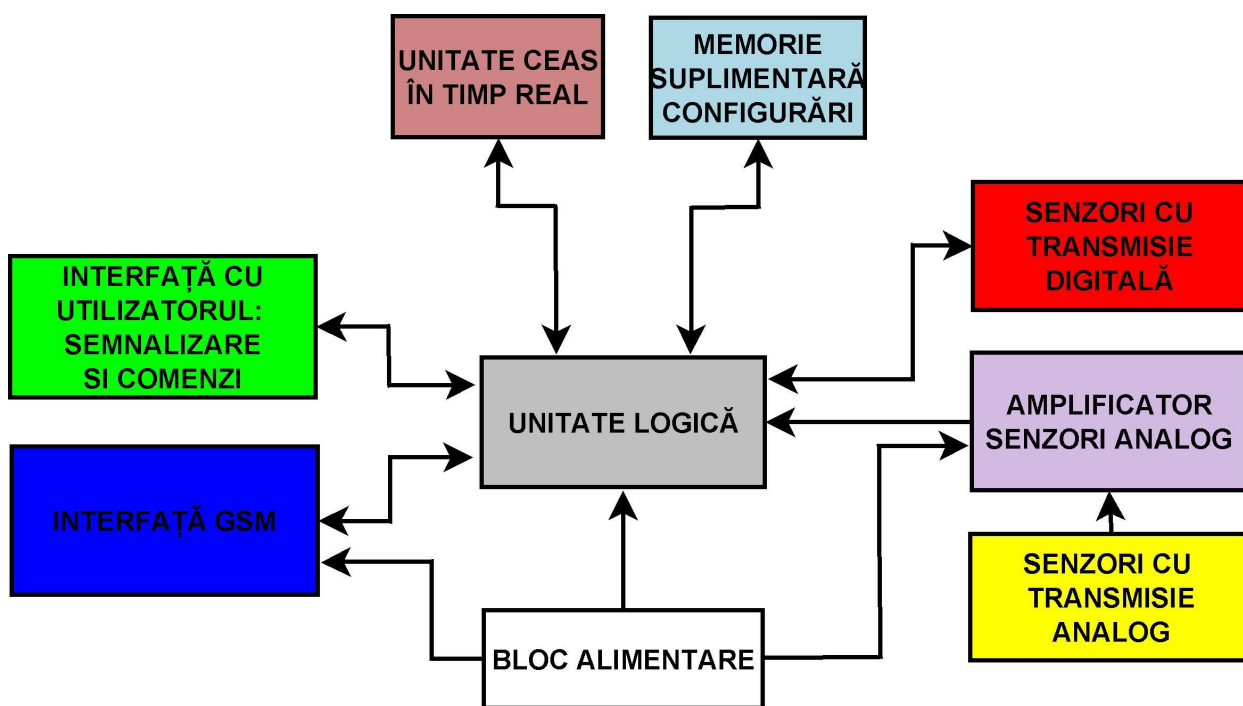 UNITATE CEAS
ÎN TIMP REAL
MEMORIE
SUPLIMENTARĂ
CONFIGURĂRI
SENZORI CU
TRANSMISIE
DIGITALĂ
INTERFAȚĂ CU
UTILIZATORUL:
SEMNALIZARE
SI COMENZI
UNITATE LOGICĂ
AMPLIFICATOR
SENZORI ANALOG
INTERFAȚĂ GSM
SENZORI CU
TRANSMISIE
ANALOG
BLOC ALIMENTARE